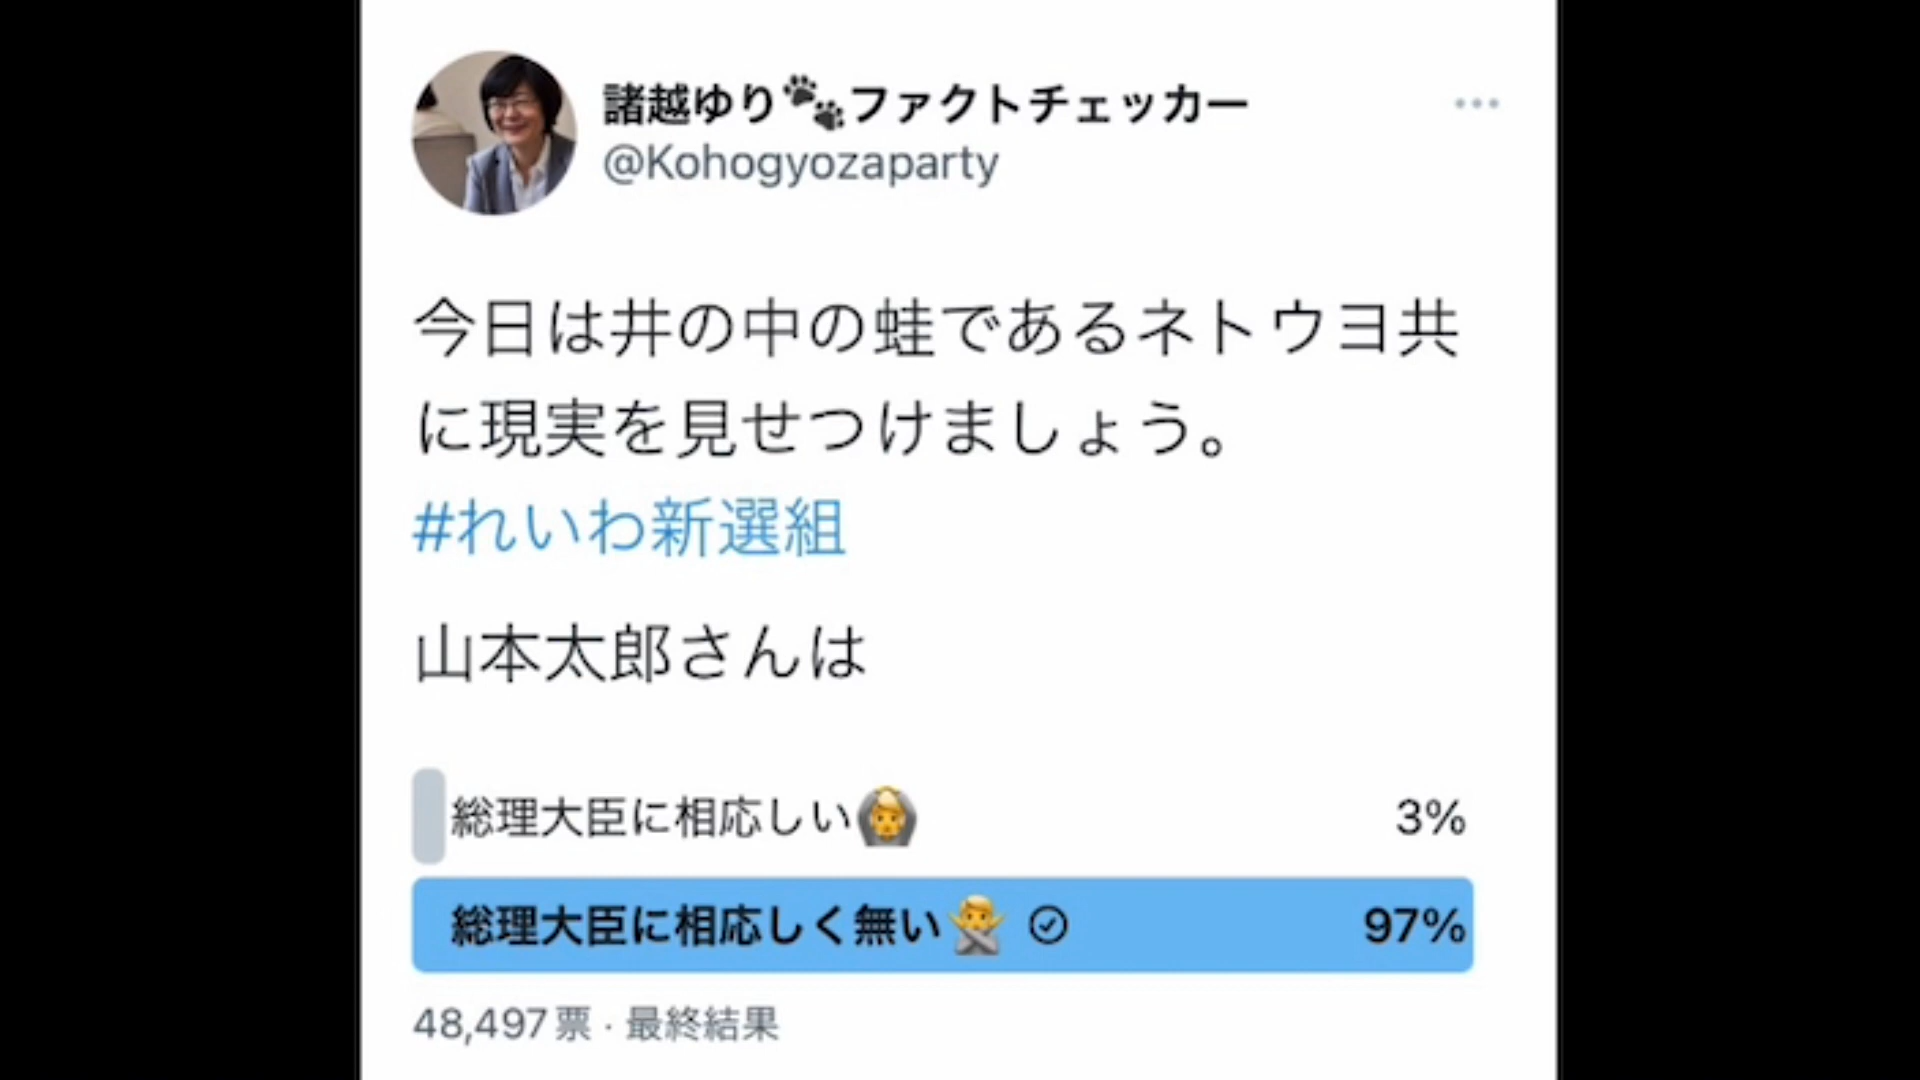 諸越ゆり🐾ファクトチェッカー
@Kohogyozaparty
今日は井の中の蛙であるネトウヨ共
に現実を見せつけましょう。
#れいわ新選組
山本太郎さんは
総理大臣に相応しい🙆 3%
総理大臣に相応しく無い🙅 97%
48,497票 · 最終結果